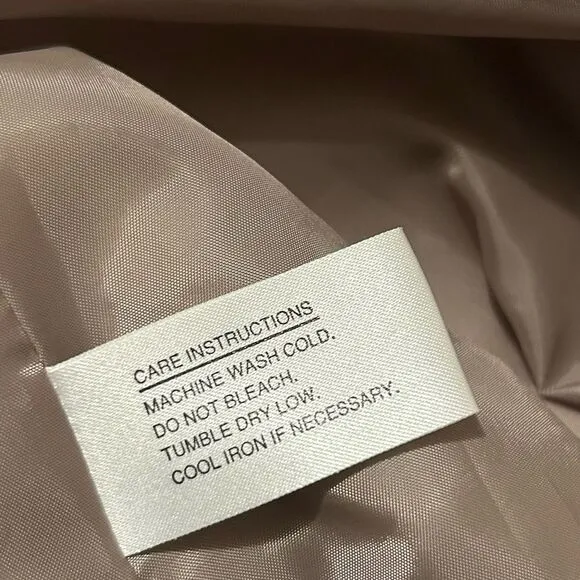 CARE INSTRUCTIONS
MACHINE WASH COLD.
DO NOT BLEACH.
TUMBLE DRY LOW.
COOL IRON IF NECESSARY.